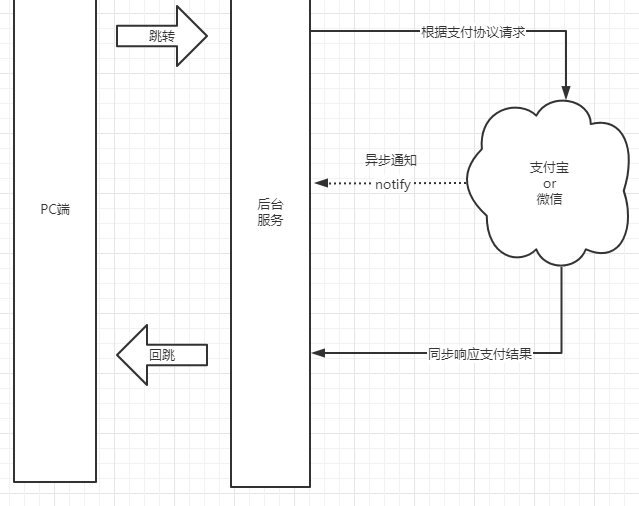 跳转
根据支付协议请求
异步通知
notify
支付宝
or
微信
PC端
后台
服务
回跳
同步响应支付结果